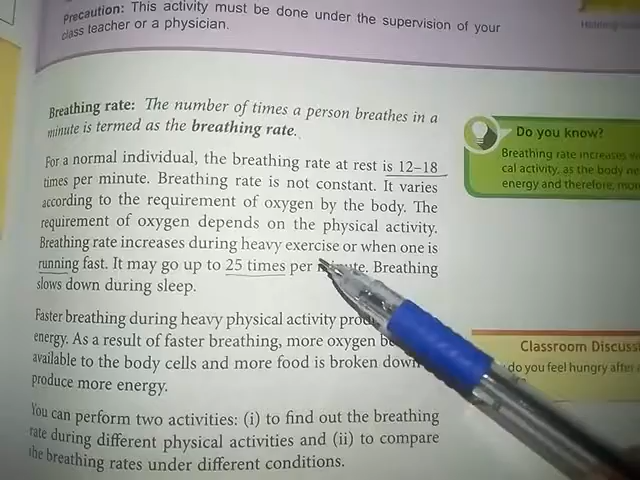 Precaution: This activity must be done under the supervision of your
class teacher or a physician.
Breathing rate: The number of times a person breathes in a
minute is termed as the breathing rate.
For a normal individual, the breathing rate at rest is 12–18
times per minute. Breathing rate is not constant. It varies
according to the requirement of oxygen by the body. The
requirement of oxygen depends on the physical activity.
Breathing rate increases during heavy exercise or when one is
running fast. It may go up to 25 times per minute. Breathing
slows down during sleep.
Faster breathing during heavy physical activity
energy. As a result of faster breathing, more oxygen
available to the body cells and more food is broken down
produce more energy.
You can perform two activities: (i) to find out the breathing
rate during different physical activities and (ii) to compare
the breathing rates under different conditions.
Do you know?
Breathing rate increases
cal activity, as the body
energy and therefore,
Classroom
do you feel hungry after